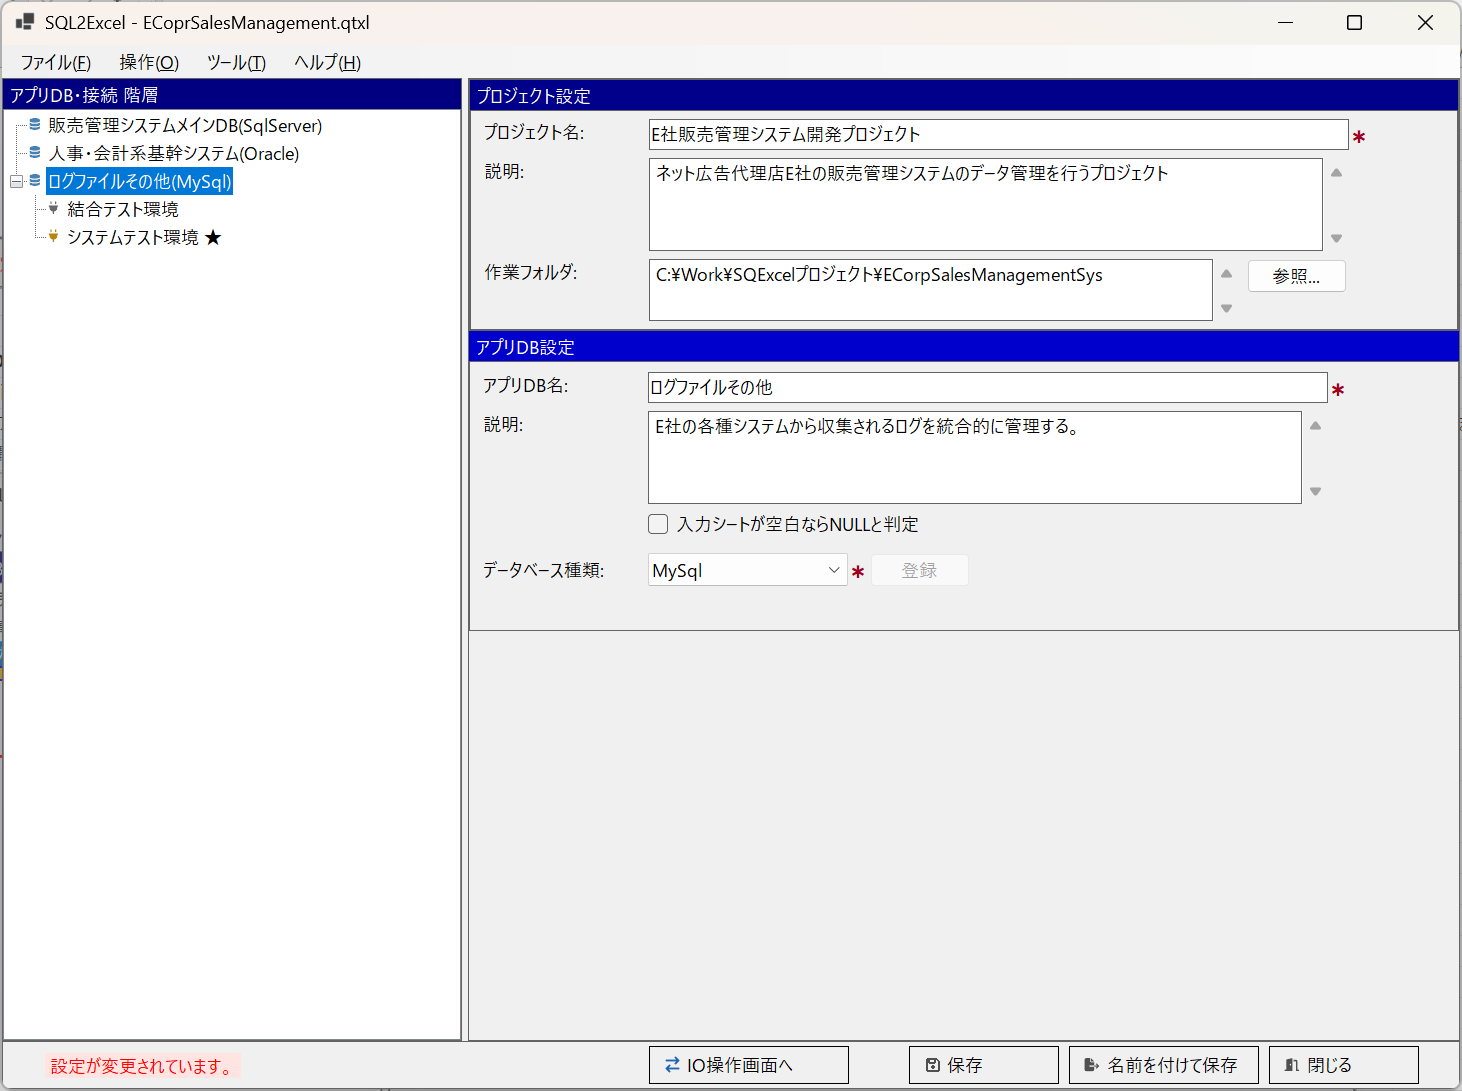 SQL2Excel - ECoprSalesManagement.qtxl
ファイル(F) 操作(O) ツール(T) ヘルプ(H)
アプリDB・接続 階層
販売管理システムメインDB(SqlServer)
人事・会計系基幹システム(Oracle)
ログファイルその他(MySql)
結合テスト環境
システムテスト環境 ★
プロジェクト設定
プロジェクト名: E社販売管理システム開発プロジェクト *
説明: ネット広告代理店E社の販売管理システムのデータ管理を行うプロジェクト
作業フォルダ: C:¥Work¥SQExcelプロジェクト¥ECorpSalesManagementSys 参照...
アプリDB設定
アプリDB名: ログファイルその他 *
説明: E社の各種システムから収集されるログを統合的に管理する。
入力シートが空白ならNULLと判定
データベース種類: MySql * 登録
設定が変更されています。 IO操作画面へ 保存 名前を付けて保存 閉じる